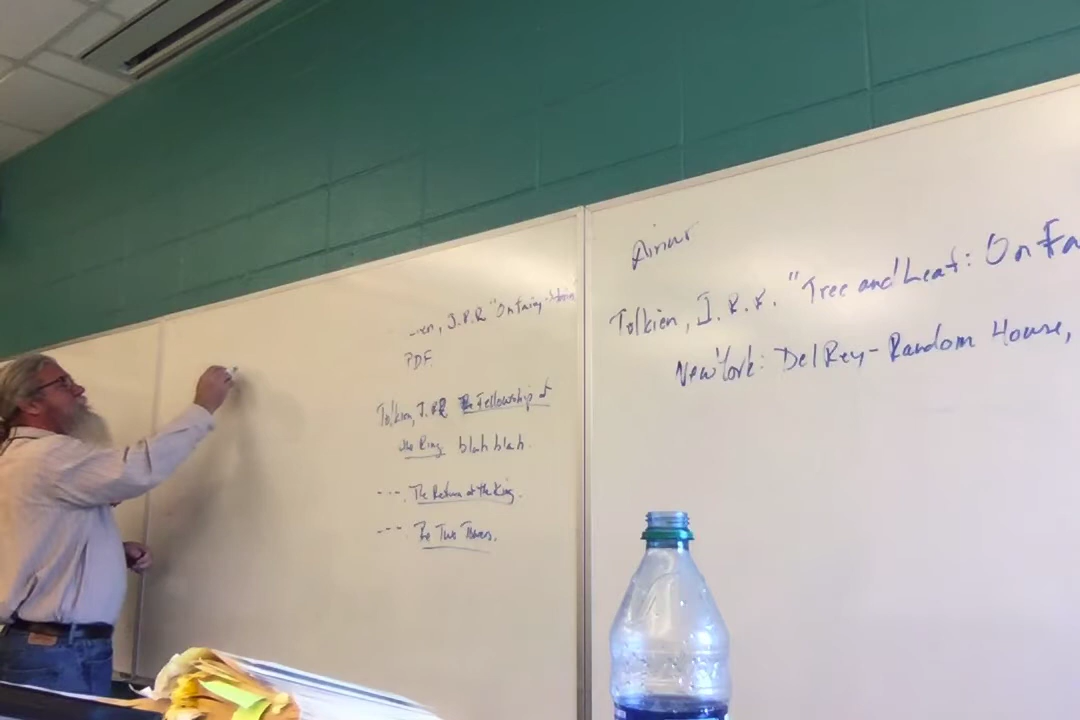 Tolkien, J.R.R. "Tree and Leaf: On Fa
New York: Del Rey-Random House,
J.R.R "On Fairy-
PDF.
Tolkien, J.RR The Fellowship of
the Ring blah blah.
---. The Return of the King.
---. The Two Towers.